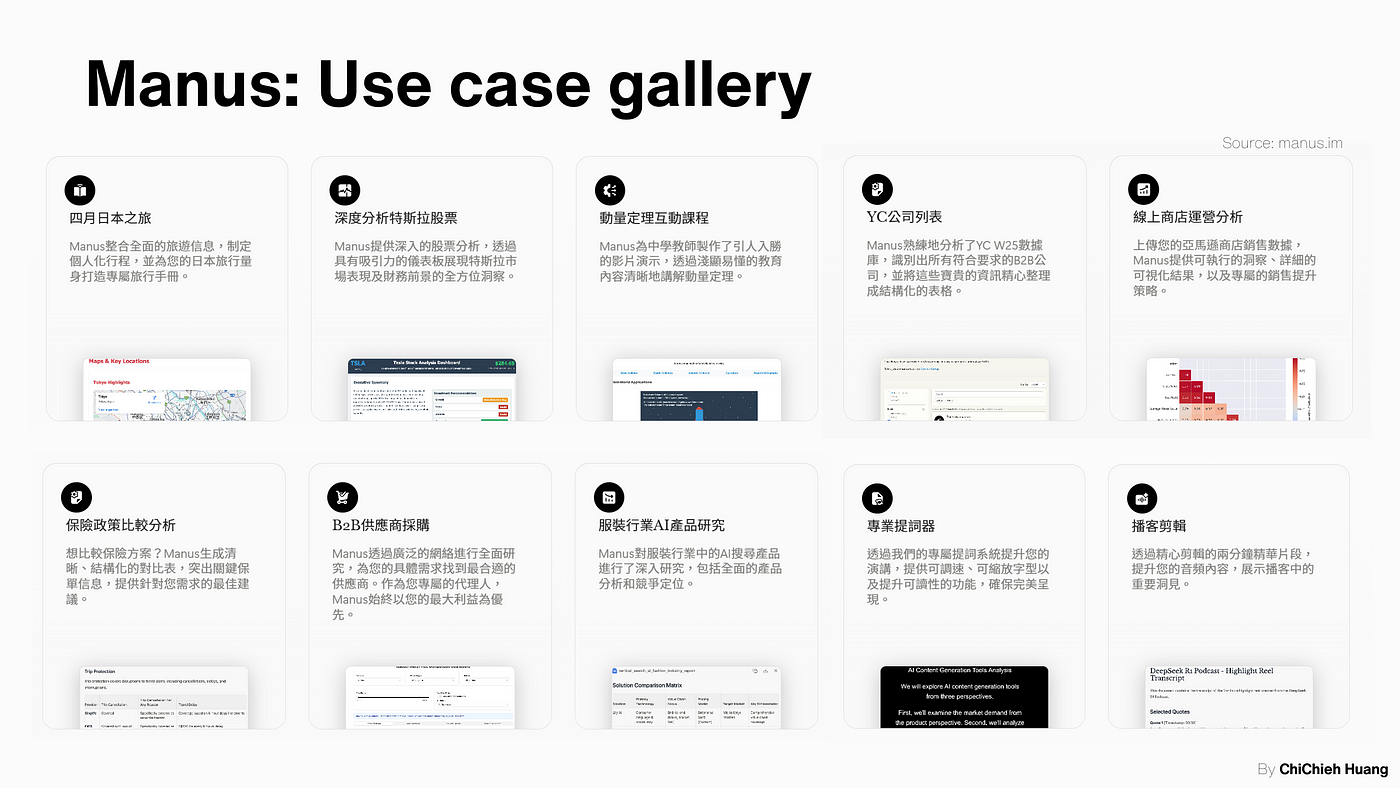 Manus: Use case gallery
Source: manus.im
四月日本之旅
Manus整合全面的旅遊信息，制定
個人化行程，並為您的日本旅行量
身打造專屬旅行手冊。
Maps & Key Locations
Tokyo Highlights
Tokyo
深度分析特斯拉股票
Manus提供深入的股票分析，透過
具有吸引力的儀表板展現特斯拉市
場表現及財務前景的全方位洞察。
TSLA
Tesla Stock Analysis Dashboard
Executive Summary
動量定理互動課程
Manus為中學教師製作了引人入勝
的影片演示，透過淺顯易懂的教育
內容清晰地講解動量定理。
YC公司列表
Manus熟練地分析了YC W25數據
庫，識別出所有符合要求的B2B公
司，並將這些寶貴的資訊精心整理
成結構化的表格。
線上商店運營分析
上傳您的亞馬遜商店銷售數據，
Manus提供可執行的洞察、詳細的
可視化結果，以及專屬的銷售提升
策略。
保險政策比較分析
想比較保險方案？Manus生成清
晰、結構化的對比表，突出關鍵保
單信息，提供針對您需求的最佳建
議。
Trip Protection
B2B供應商採購
Manus透過廣泛的網絡進行全面研
究，為您的具體需求找到最合適的
供應商。作為您專屬的代理人，
Manus始終以您的最大利益為優
先。
服裝行業AI產品研究
Manus對服裝行業中的AI搜尋產品
進行了深入研究，包括全面的產品
分析和競爭定位。
Solution Comparison Matrix
專業提詞器
透過我們的專屬提詞系統提升您的
演講，提供可調速、可縮放字型以
及提升可讀性的功能，確保完美呈
現。
AI Content Generation Tools Analysis
We will explore AI content generation tools
from three perspectives.
First, we'll examine the market demand from
the product perspective. Second, we'll analyze
播客剪輯
透過精心剪輯的兩分鐘精華片段，
提升您的音頻內容，展示播客中的
重要洞見。
DeepSeek R1 Podcast - Highlight Reel
Transcript
Selected Quotes
By ChiChieh Huang